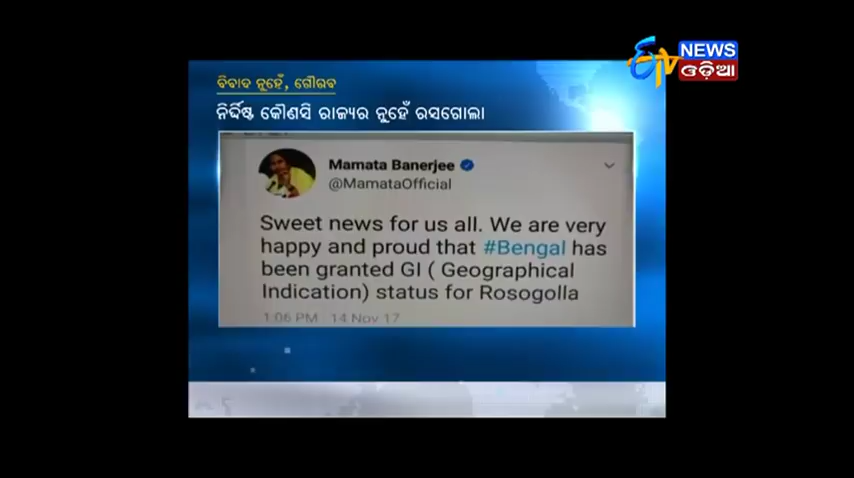 ETV NEWS
ଓଡ଼ିଆ
ବିବାଦ ନୁହେଁ, ଗୌରବ
ନିର୍ଦ୍ଦିଷ୍ଟ କୌଣସି ରାଜ୍ୟର ନୁହେଁ ରସଗୋଲା
Mamata Banerjee
@MamataOfficial
Sweet news for us all. We are very
happy and proud that #Bengal has
been granted GI ( Geographical
Indication) status for Rosogolla
1:06 PM 14 Nov 17